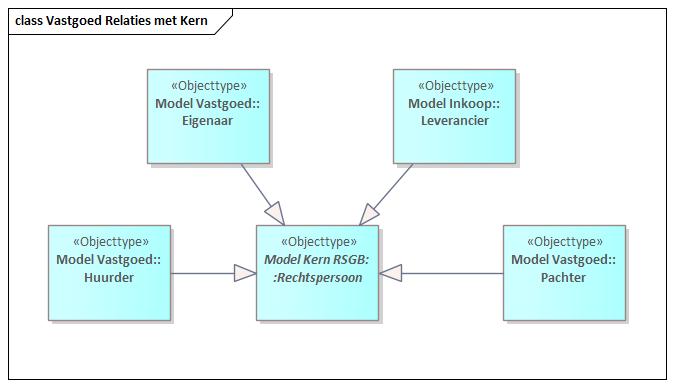 class Vastgoed Relaties met Kern
«Objecttype»
Model Vastgoed::
Eigenaar
«Objecttype»
Model Inkoop::
Leverancier
«Objecttype»
Model Vastgoed::
Huurder
«Objecttype»
Model Kern RSGB:
:Rechtspersoon
«Objecttype»
Model Vastgoed::
Pachter